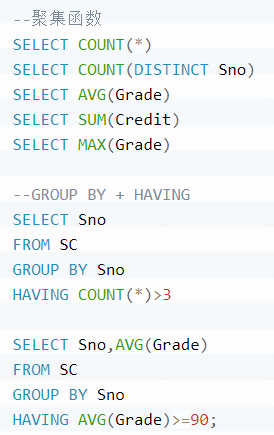 --聚集函数
SELECT COUNT(*)
SELECT COUNT(DISTINCT Sno)
SELECT AVG(Grade)
SELECT SUM(Credit)
SELECT MAX(Grade)
--GROUP BY + HAVING
SELECT Sno
FROM SC
GROUP BY Sno
HAVING COUNT(*)>3
SELECT Sno,AVG(Grade)
FROM SC
GROUP BY Sno
HAVING AVG(Grade)>=90;